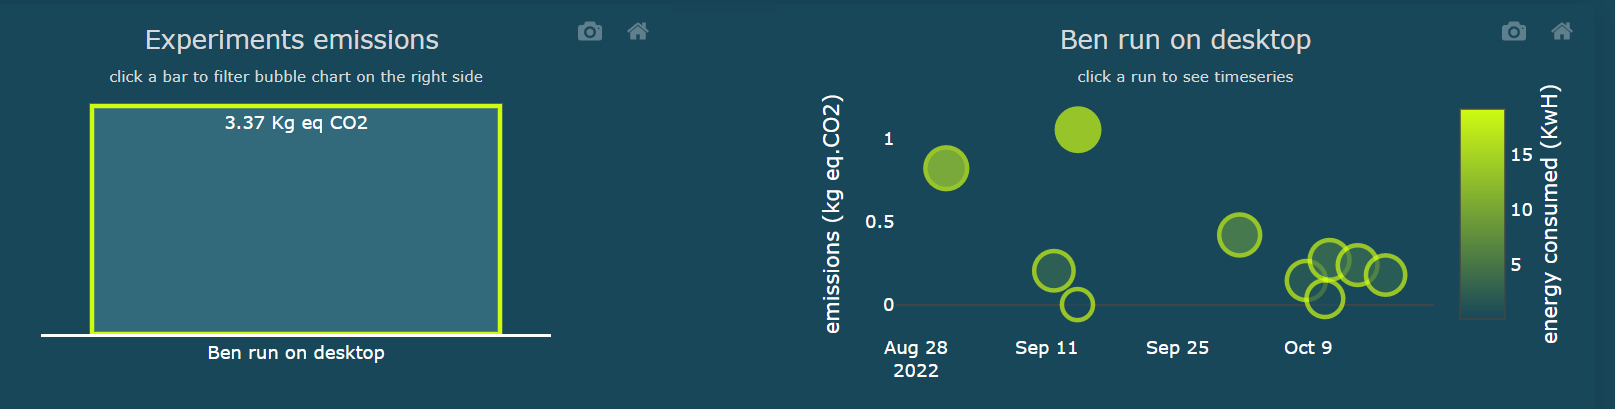 Experiments emissions
click a bar to filter bubble chart on the right side
3.37 Kg eq CO2
Ben run on desktop
Ben run on desktop
click a run to see timeseries
emissions (kg eq.CO2)
1
0.5
0
Aug 28
2022
Sep 11
Sep 25
Oct 9
15
10
5
energy consumed (KwH)